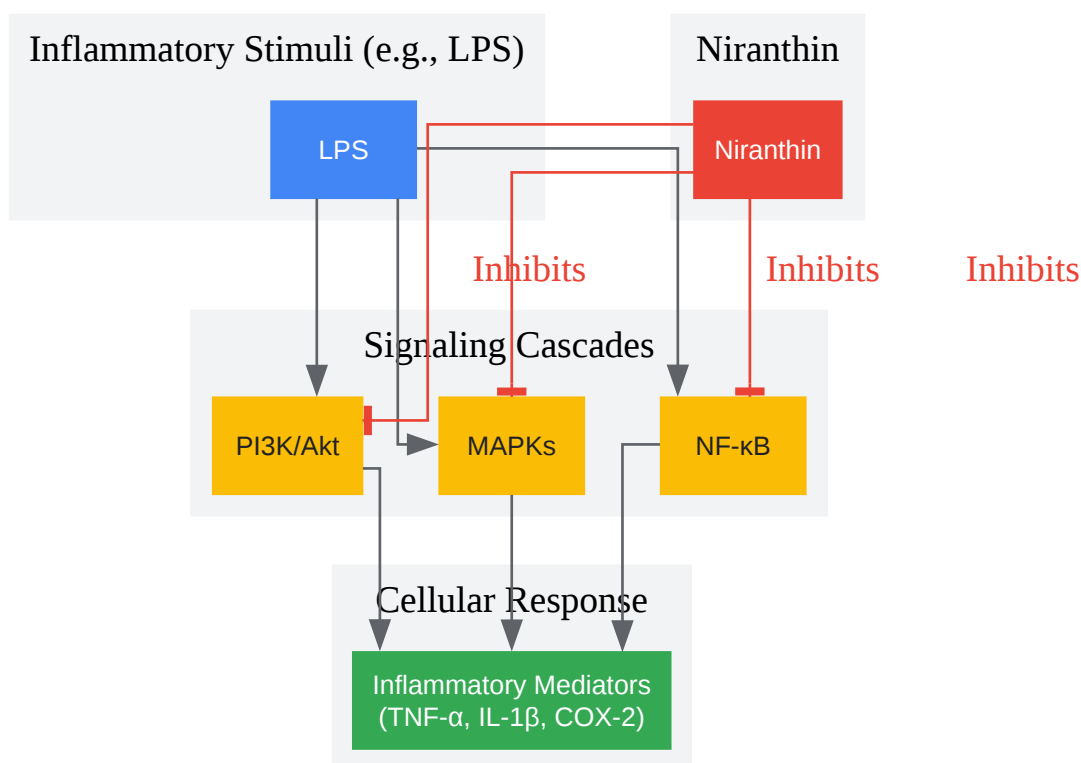 Inflammatory Stimuli (e.g., LPS)
Niranthin
LPS
Niranthin
Inhibits
Inhibits
Inhibits
Signaling Cascades
PI3K/Akt
MAPKs
NF-κB
Cellular Response
Inflammatory Mediators
(TNF-α, IL-1β, COX-2)